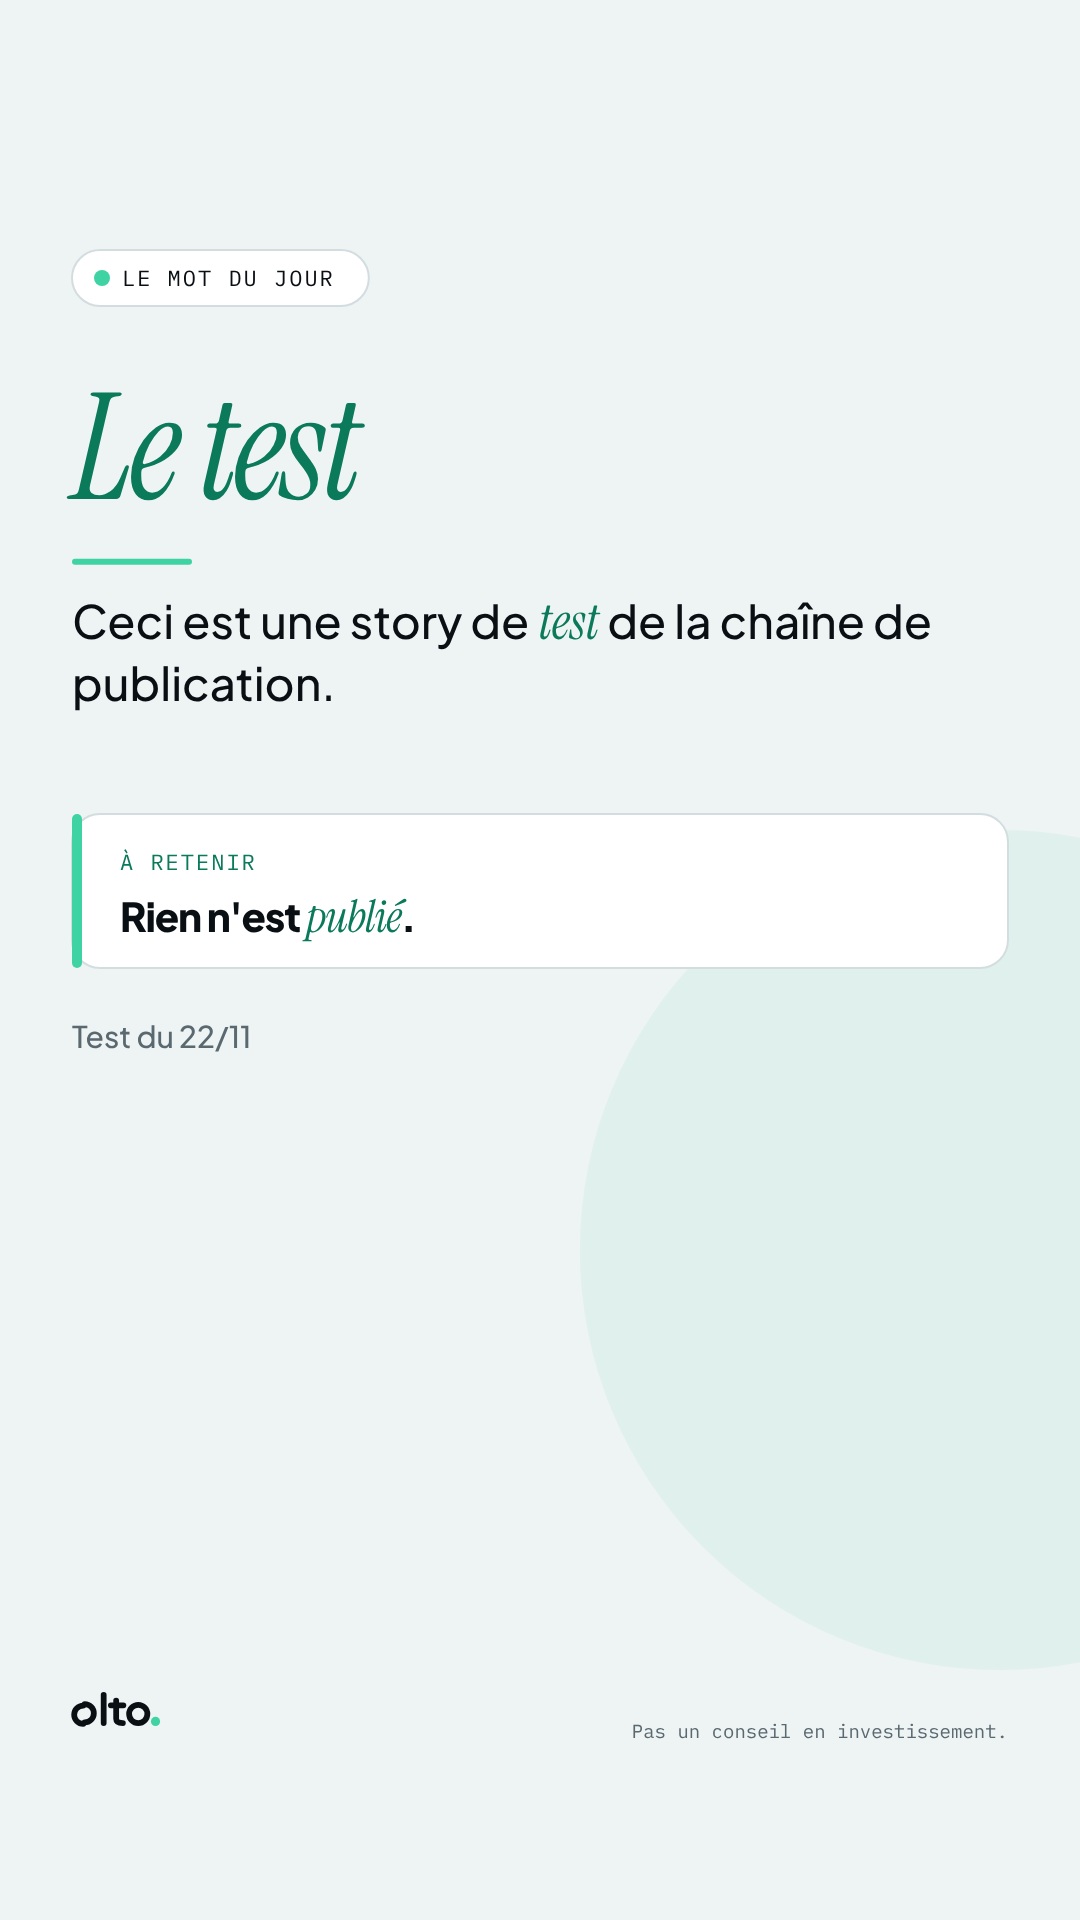 LE MOT DU JOUR
Le test
Ceci est une story de test de la chaîne de
publication.
À RETENIR
Rien n'est publié.
Test du 22/11
olto.
Pas un conseil en investissement.